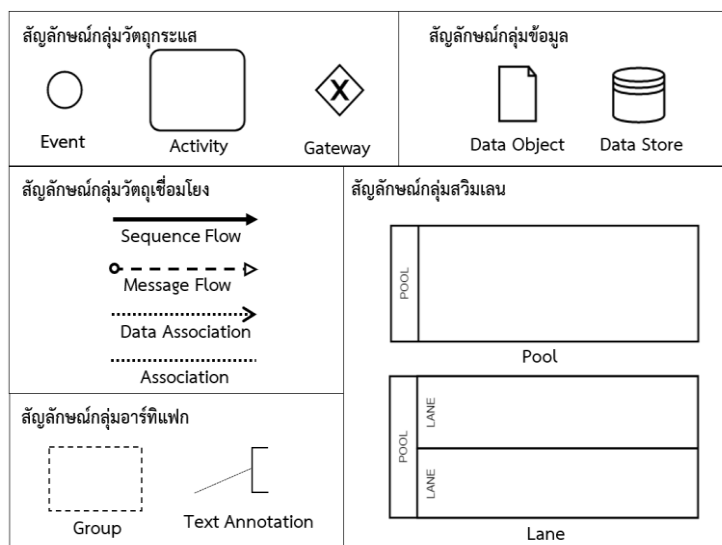 สัญลักษณ์กลุ่มวัตถุกระแส
Event
Activity
X
Gateway
สัญลักษณ์กลุ่มข้อมูล
Data Object
Data Store
สัญลักษณ์กลุ่มวัตถุเชื่อมโยง
Sequence Flow
Message Flow
Data Association
Association
สัญลักษณ์กลุ่มสวิมเลน
POOL
Pool
POOL
LANE
LANE
Lane
สัญลักษณ์กลุ่มอาร์ทิแฟก
Group
Text Annotation